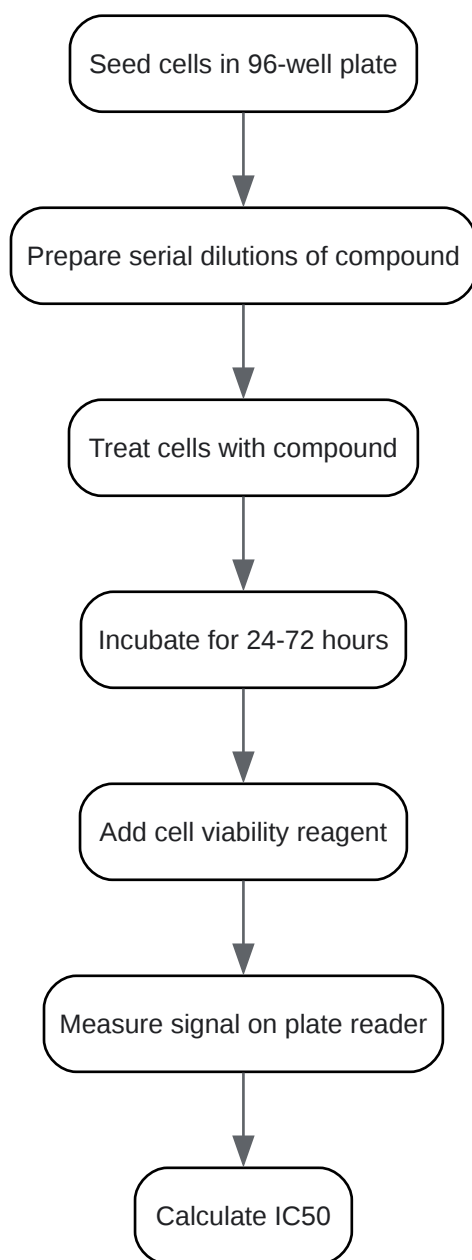 Seed cells in 96-well plate
Prepare serial dilutions of compound
Treat cells with compound
Incubate for 24-72 hours
Add cell viability reagent
Measure signal on plate reader
Calculate IC50